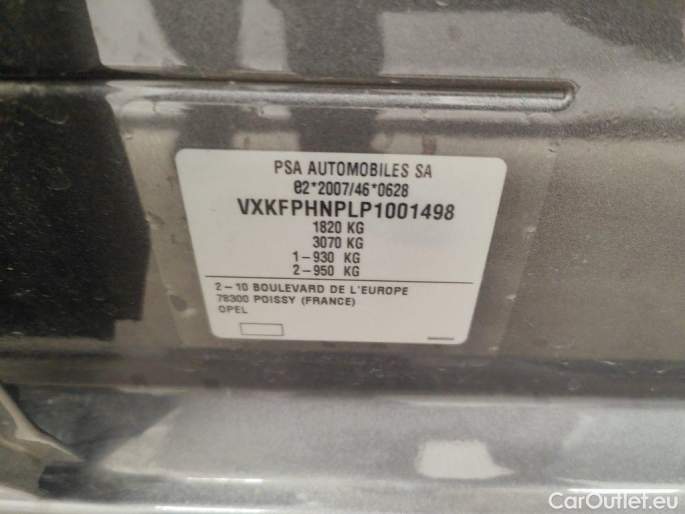 PSA AUTOMOBILES SA
e2*2007/46*0628
VXKFPHNPLP1001498
1820 KG
3070 KG
1-930 KG
2-950 KG
2-10 BOULEVARD DE L'EUROPE
78300 POISSY (FRANCE)
OPEL
CarOutlet.eu